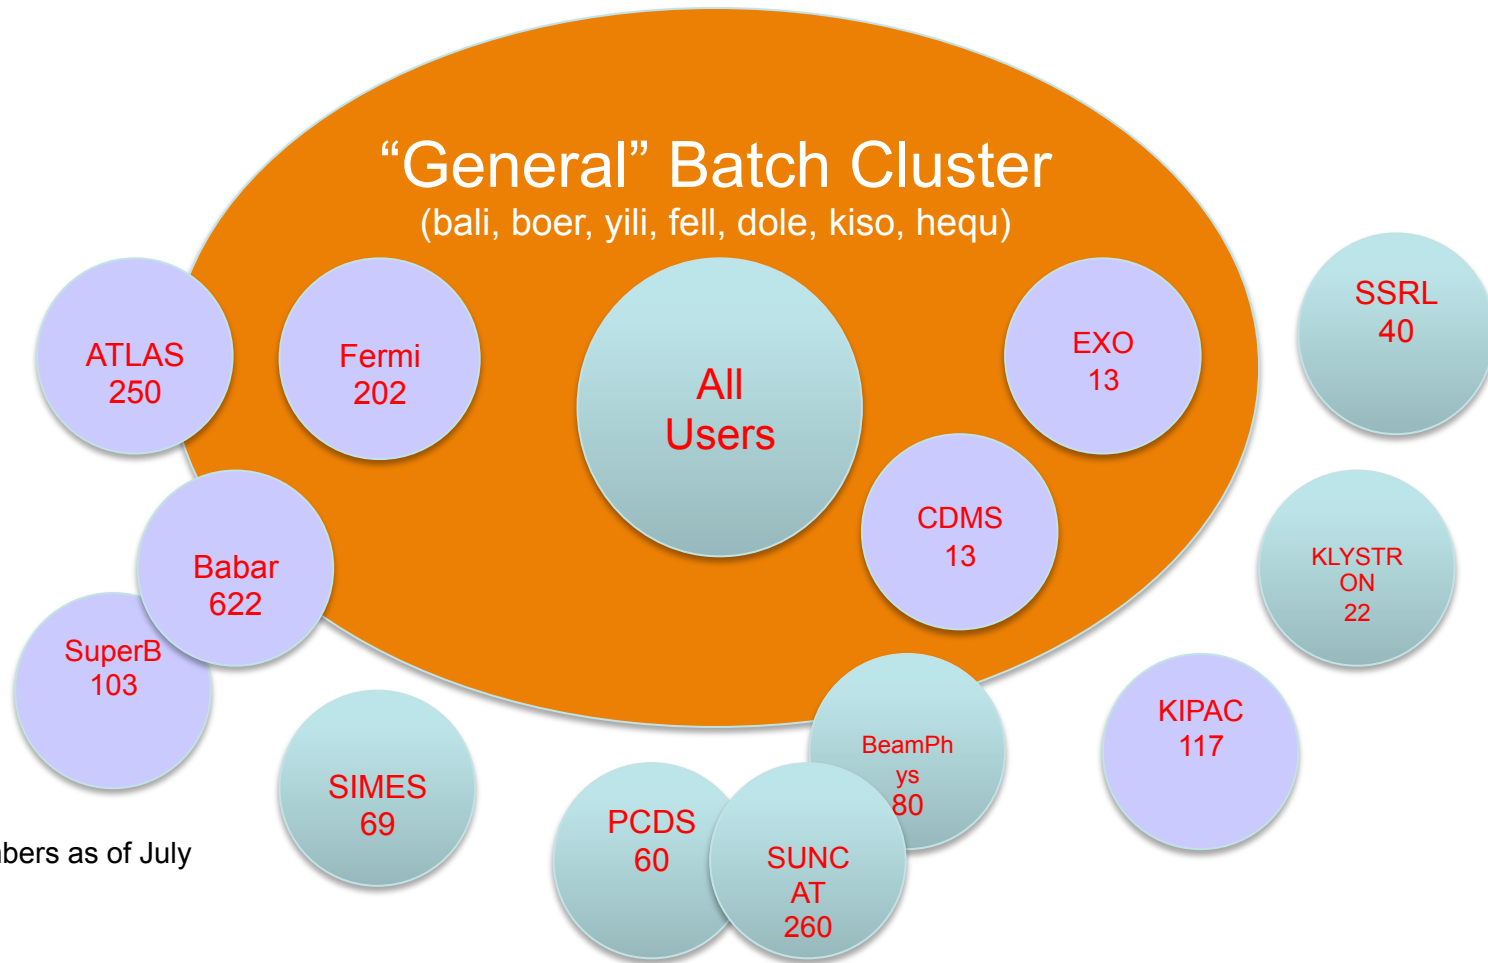 “General” Batch Cluster
(bali, boer, yili, fell, dole, kiso, hequ)
ATLAS
250
Fermi
202
All
Users
EXO
13
SSRL
40
CDMS
13
Babar
622
KLYSTR
ON
22
SuperB
103
KIPAC
117
BeamPh
ys
80
SIMES
69
PCDS
60
SUNC
AT
260
as of July